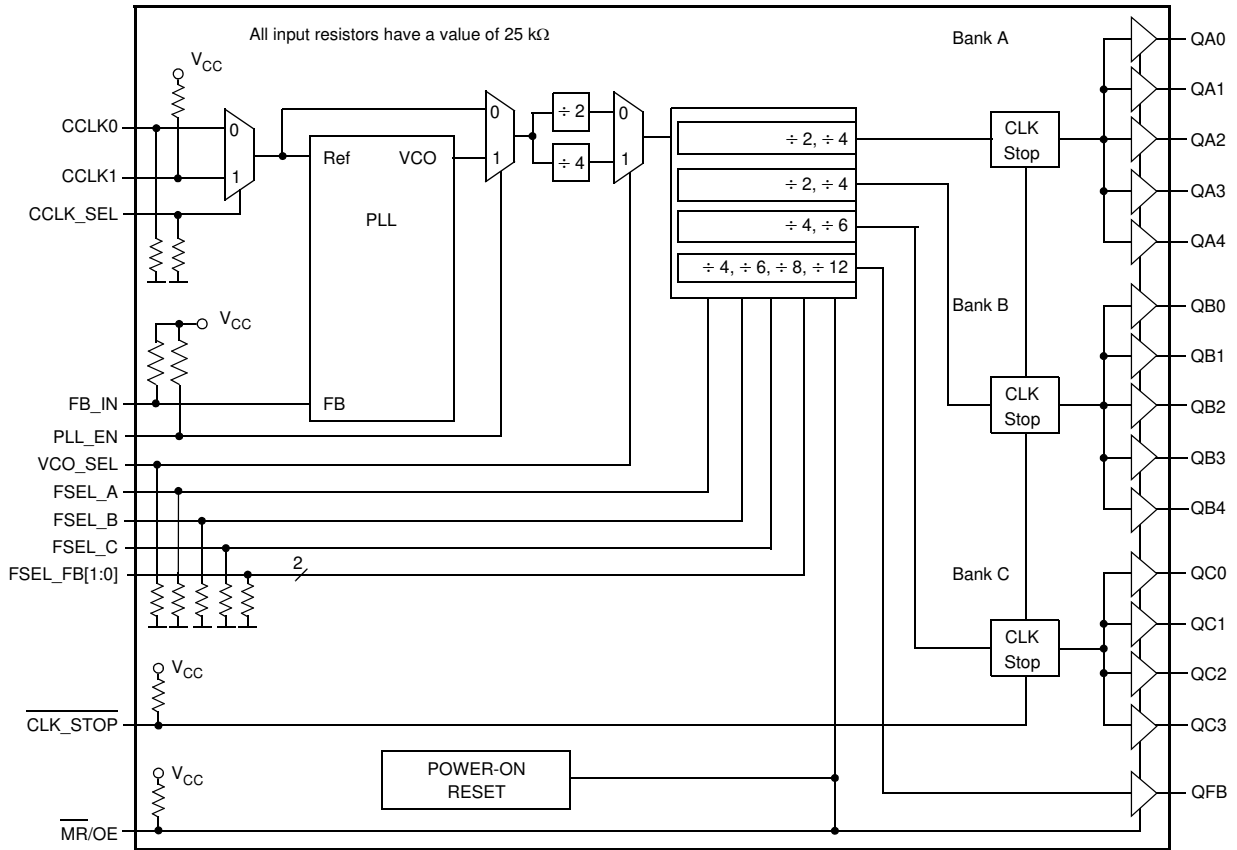 All input resistors have a value of 25 kΩ
Bank A
QA0
VCC
QA1
CCLK0
0
÷ 2
0
0
CLK
Stop
÷ 2, ÷ 4
QA2
Ref
VCO
1
÷ 4
1
CCLK1
1
÷ 2, ÷ 4
QA3
CCLK_SEL
PLL
÷ 4, ÷ 6
QA4
÷ 4, ÷ 6, ÷ 8, ÷ 12
Bank B
QB0
VCC
QB1
FB_IN
FB
CLK
Stop
QB2
PLL_EN
VCO_SEL
QB3
FSEL_A
QB4
FSEL_B
FSEL_C
FSEL_FB[1:0]
2
Bank C
QC0
QC1
CLK
Stop
VCC
QC2
CLK_STOP
QC3
POWER-ON
RESET
VCC
QFB
MR/OE